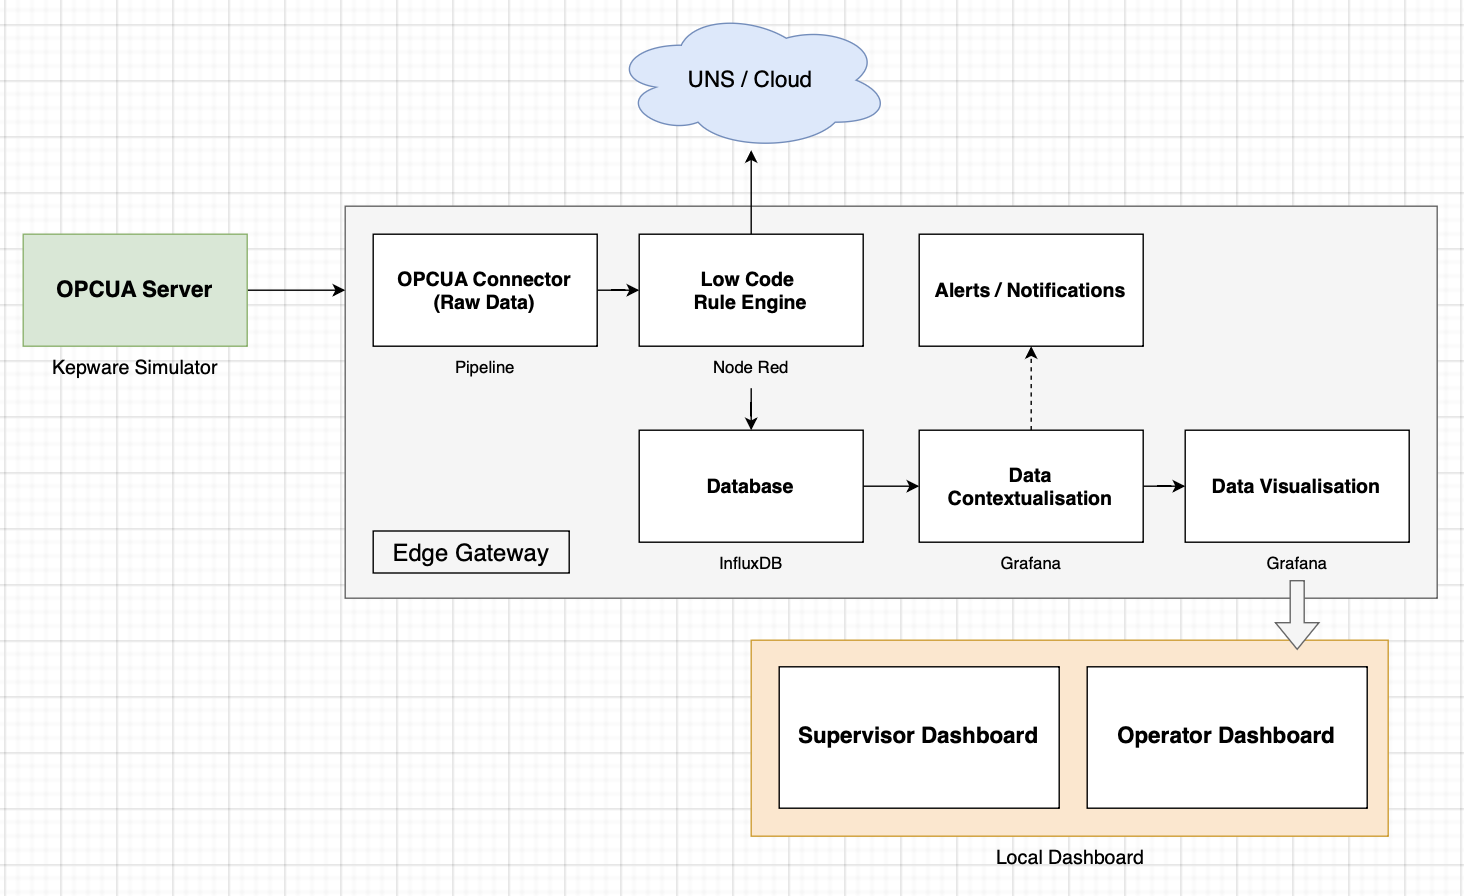 UNS / Cloud
OPCUA Server
Kepware Simulator
OPCUA Connector
(Raw Data)
Pipeline
Low Code
Rule Engine
Node Red
Alerts / Notifications
Database
InfluxDB
Data
Contextualisation
Grafana
Data Visualisation
Grafana
Edge Gateway
Supervisor Dashboard
Operator Dashboard
Local Dashboard